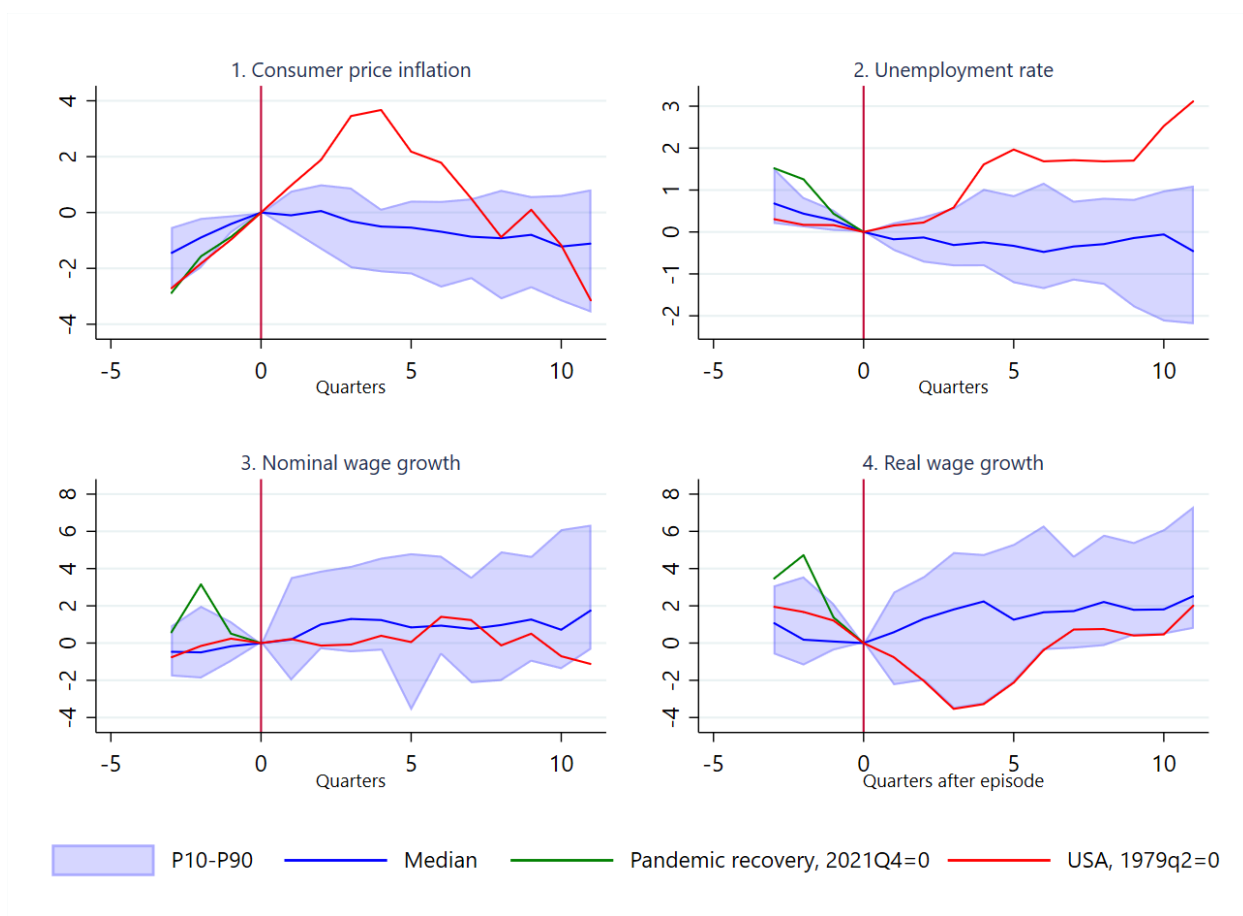 1. Consumer price inflation
4
2
0
-2
-4
-5 0 5 10
Quarters
2. Unemployment rate
3
2
1
0
-1
-2
-5 0 5 10
Quarters
3. Nominal wage growth
8
6
4
2
0
-2
-4
-5 0 5 10
Quarters
4. Real wage growth
8
6
4
2
0
-2
-4
-5 0 5 10
Quarters after episode
P10-P90 Median Pandemic recovery, 2021Q4=0 USA, 1979q2=0